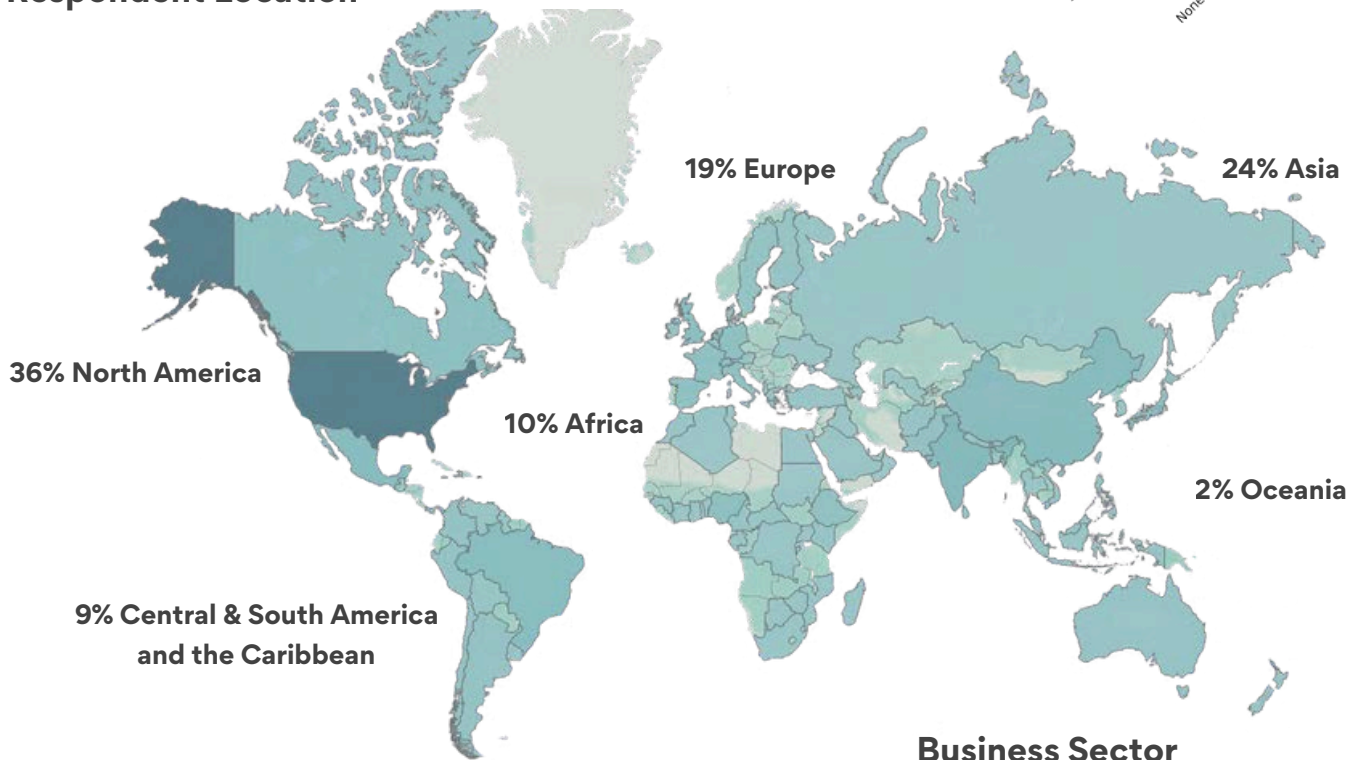 Respondent Location
None
19% Europe
24% Asia
36% North America
10% Africa
2% Oceania
9% Central & South America
and the Caribbean
Business Sector